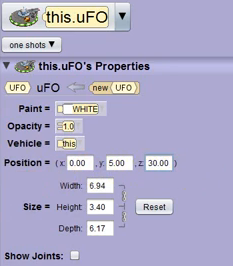 this.uFO
one shots
this.uFO's Properties
UFO uFO new UFO
Paint = WHITE
Opacity = 1.0
Vehicle = this
Position = ( x: 0.00 , y: 5.00 , z: 30.00 )
Width: 6.94
Size = Height: 3.40 Reset
Depth: 6.17
Show Joints: